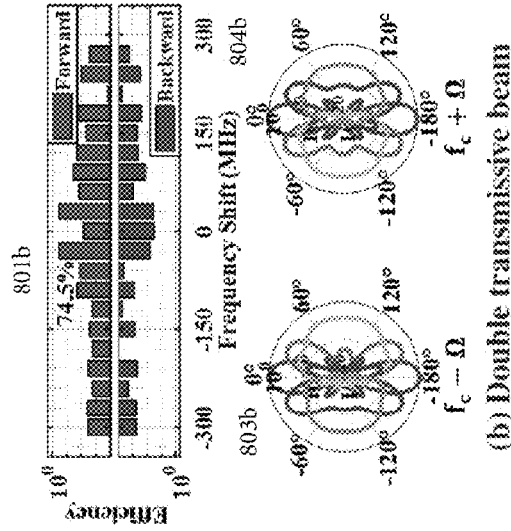 801b
10⁰
74.5%
Forward
Backward
Efficiency
10⁰
-300
-150
0
150
300
Frequency Shift (MHz)
803b
804b
0°
-60°
60°
-120°
120°
-180°
f_c − Ω
0°
-60°
60°
-120°
120°
-180°
f_c + Ω
(b) Double transmissive beam